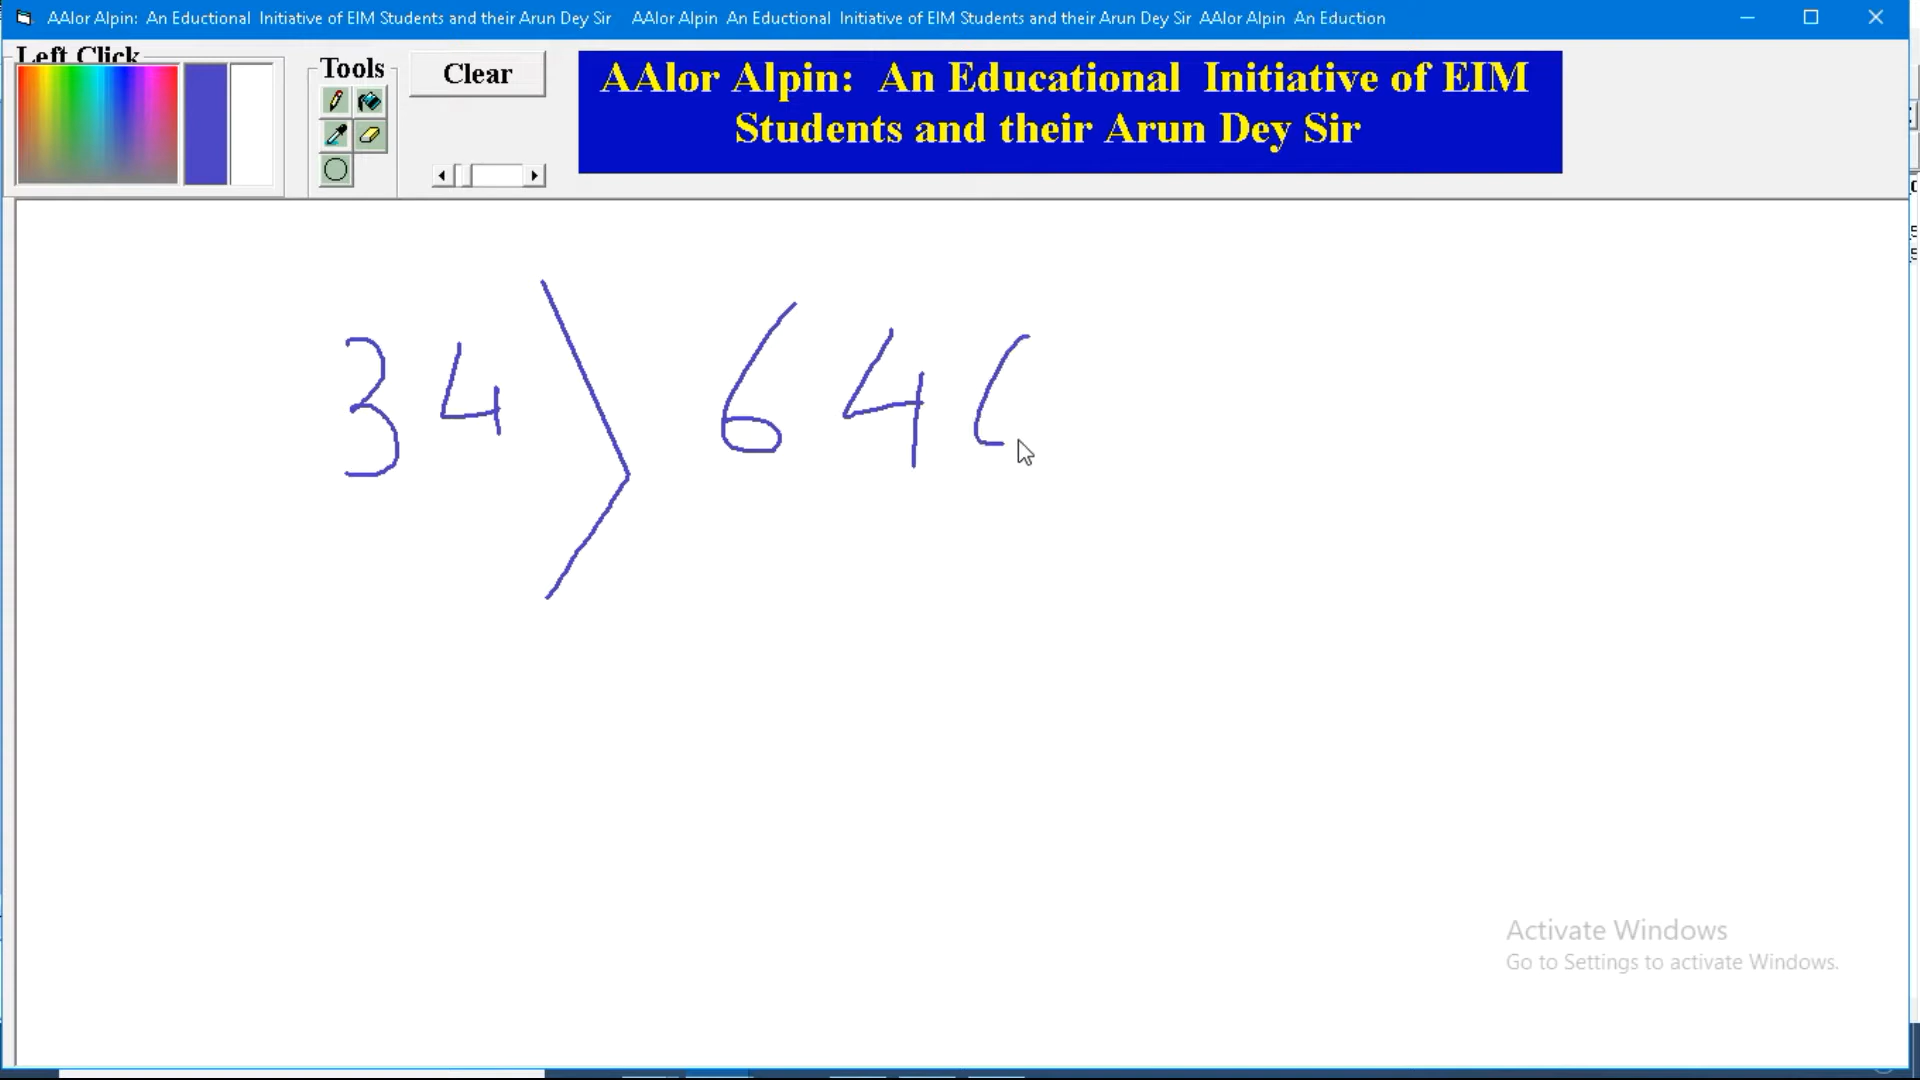 AAlor Alpin:  An Eductional  Initiative of EIM Students and their Arun Dey Sir     AAlor Alpin  An Eductional  Initiative of EIM Students and their Arun Dey Sir  AAlor Alpin  An Eduction
Left Click
Tools
Clear
AAlor Alpin:  An Educational  Initiative of EIM
Students and their Arun Dey Sir
34 > 64
Activate Windows
Go to Settings to activate Windows.